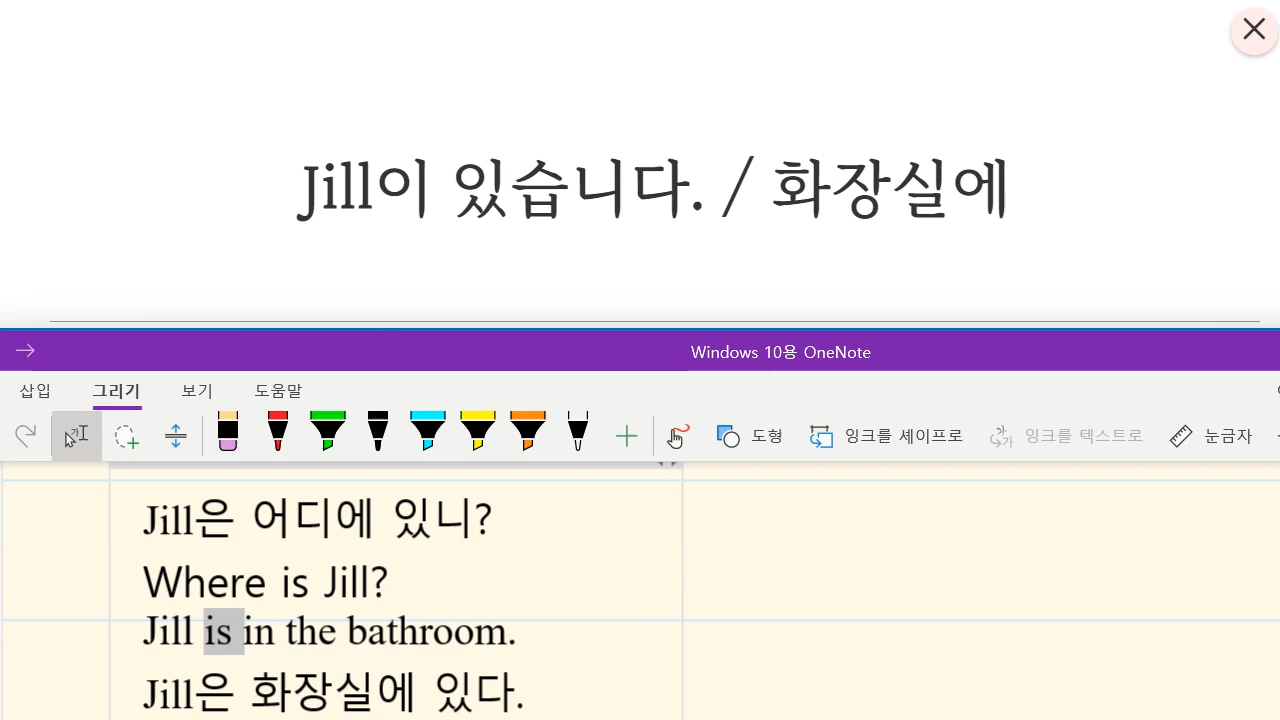 Jill이 있습니다. / 화장실에
Windows 10용 OneNote
삽입 그리기 보기 도움말
가 도형 잉크를 셰이프로 가 잉크를 텍스트로 눈금자
Jill은 어디에 있니?
Where is Jill?
Jill is in the bathroom.
Jill은 화장실에 있다.